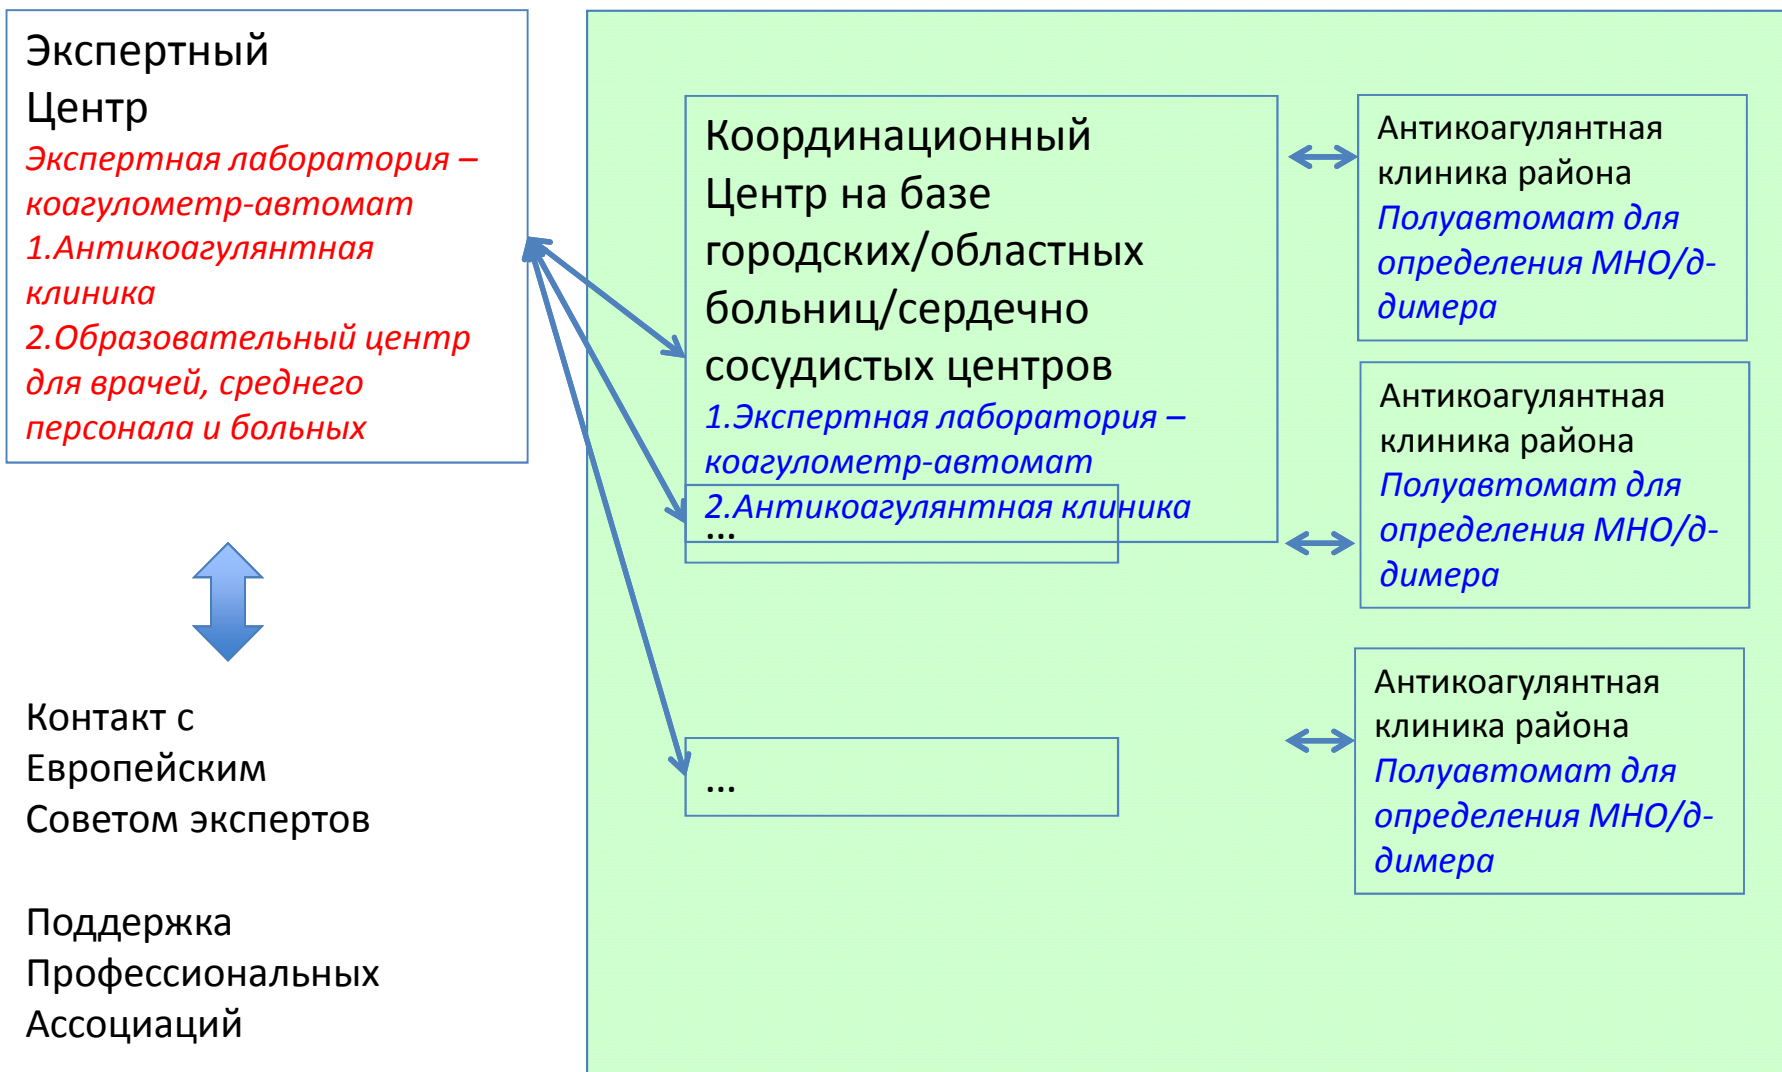 Экспертный
Центр
Экспертная лаборатория –
коагулометр-автомат
1.Антикоагулянтная
клиника
2.Образовательный центр
для врачей, среднего
персонала и больных
Контакт с
Европейским
Советом экспертов
Поддержка
Профессиональных
Ассоциаций
Координационный
Центр на базе
городских/областных
больниц/сердечно
сосудистых центров
1.Экспертная лаборатория –
коагулометр-автомат
2.Антикоагулянтная клиника
...
...
Антикоагулянтная
клиника района
Полуавтомат для
определения МНО/д-
димера
Антикоагулянтная
клиника района
Полуавтомат для
определения МНО/д-
димера
Антикоагулянтная
клиника района
Полуавтомат для
определения МНО/д-
димера